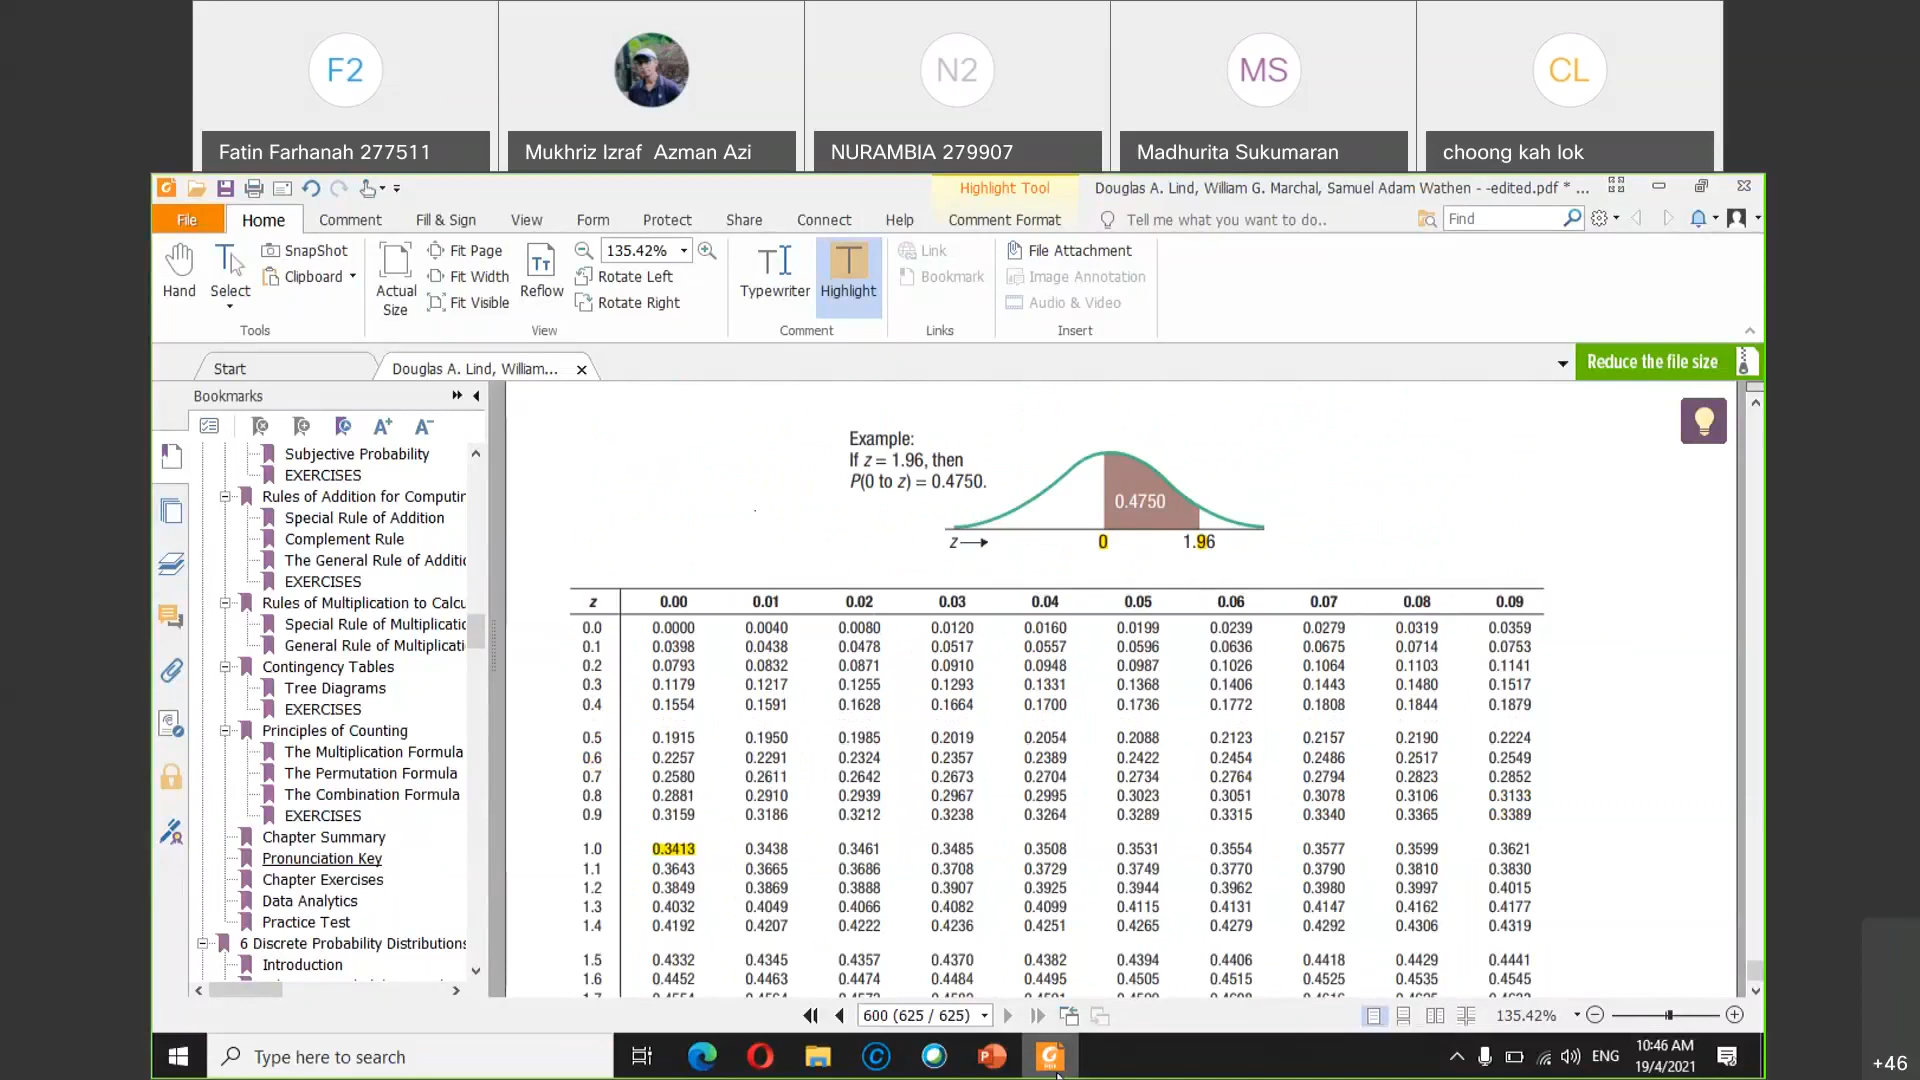 F2
N2
MS
CL
Fatin Farhanah 277511
Mukhriz Izraf Azman Azi
NURAMBIA 279907
Madhurita Sukumaran
choong kah lok
Highlight Tool
Douglas A. Lind, William G. Marchal, Samuel Adam Wathen - -edited.pdf * ...
File Home Comment Fill & Sign View Form Protect Share Connect Help Comment Format Tell me what you want to do.. Find
SnapShot Fit Page 135.42% Link File Attachment
Clipboard Fit Width Rotate Left Bookmark Image Annotation
Hand Select Actual Size Reflow Typewriter Highlight
Fit Visible Rotate Right Audio & Video
Tools View Comment Links Insert
Start Douglas A. Lind, William... Reduce the file size
Bookmarks
Subjective Probability
EXERCISES
Rules of Addition for Computin
Special Rule of Addition
Complement Rule
The General Rule of Additic
EXERCISES
Rules of Multiplication to Calcu
Special Rule of Multiplicatic
General Rule of Multiplicati
Contingency Tables
Tree Diagrams
EXERCISES
Principles of Counting
The Multiplication Formula
The Permutation Formula
The Combination Formula
EXERCISES
Chapter Summary
Pronunciation Key
Chapter Exercises
Data Analytics
Practice Test
6 Discrete Probability Distributions
Introduction
Example:
If z = 1.96, then
P(0 to z) = 0.4750.
0.4750
z 0 1.96
z 0.00 0.01 0.02 0.03 0.04 0.05 0.06 0.07 0.08 0.09
0.0 0.0000 0.0040 0.0080 0.0120 0.0160 0.0199 0.0239 0.0279 0.0319 0.0359
0.1 0.0398 0.0438 0.0478 0.0517 0.0557 0.0596 0.0636 0.0675 0.0714 0.0753
0.2 0.0793 0.0832 0.0871 0.0910 0.0948 0.0987 0.1026 0.1064 0.1103 0.1141
0.3 0.1179 0.1217 0.1255 0.1293 0.1331 0.1368 0.1406 0.1443 0.1480 0.1517
0.4 0.1554 0.1591 0.1628 0.1664 0.1700 0.1736 0.1772 0.1808 0.1844 0.1879
0.5 0.1915 0.1950 0.1985 0.2019 0.2054 0.2088 0.2123 0.2157 0.2190 0.2224
0.6 0.2257 0.2291 0.2324 0.2357 0.2389 0.2422 0.2454 0.2486 0.2517 0.2549
0.7 0.2580 0.2611 0.2642 0.2673 0.2704 0.2734 0.2764 0.2794 0.2823 0.2852
0.8 0.2881 0.2910 0.2939 0.2967 0.2995 0.3023 0.3051 0.3078 0.3106 0.3133
0.9 0.3159 0.3186 0.3212 0.3238 0.3264 0.3289 0.3315 0.3340 0.3365 0.3389
1.0 0.3413 0.3438 0.3461 0.3485 0.3508 0.3531 0.3554 0.3577 0.3599 0.3621
1.1 0.3643 0.3665 0.3686 0.3708 0.3729 0.3749 0.3770 0.3790 0.3810 0.3830
1.2 0.3849 0.3869 0.3888 0.3907 0.3925 0.3944 0.3962 0.3980 0.3997 0.4015
1.3 0.4032 0.4049 0.4066 0.4082 0.4099 0.4115 0.4131 0.4147 0.4162 0.4177
1.4 0.4192 0.4207 0.4222 0.4236 0.4251 0.4265 0.4279 0.4292 0.4306 0.4319
1.5 0.4332 0.4345 0.4357 0.4370 0.4382 0.4394 0.4406 0.4418 0.4429 0.4441
1.6 0.4452 0.4463 0.4474 0.4484 0.4495 0.4505 0.4515 0.4525 0.4535 0.4545
600 (625 / 625) 135.42%
Type here to search ENG 10:46 AM
19/4/2021
+46